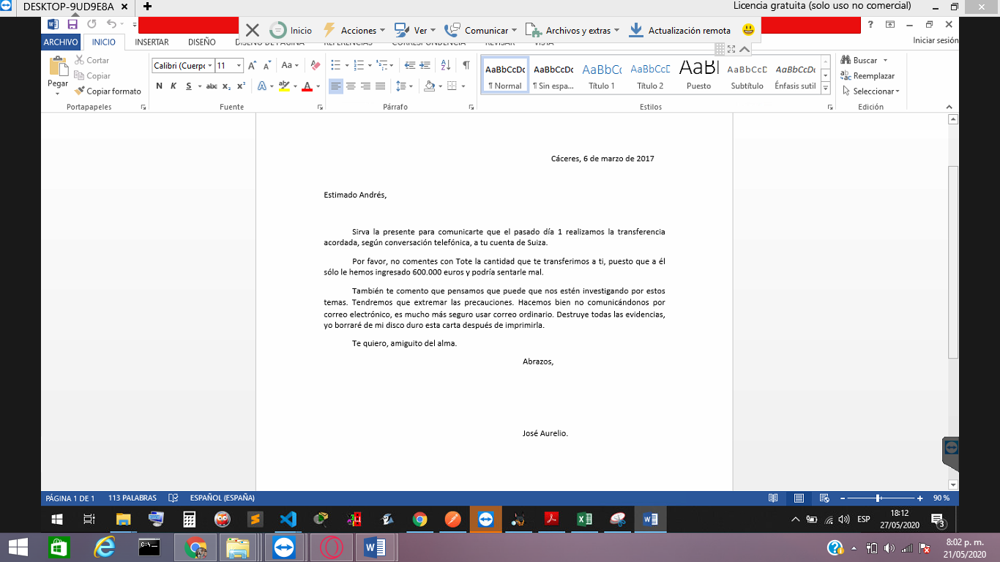 DESKTOP-9UD9E8A
Licencia gratuita (solo uso no comercial)
Inicio Acciones Ver Comunicar Archivos y extras Actualización remota
Iniciar sesión
ARCHIVO INICIO INSERTAR DISEÑO DISEÑO DE PÁGINA REFERENCIAS CORRESPONDENCIA REVISAR VISTA
Pegar
Cortar
Copiar
Copiar formato
Portapapeles
Calibri (Cuerpo 11
Aa
N K S abc x₂ x²
Fuente
Párrafo
AaBbCcDc AaBbCcDc AaBbCc AaBbCcD AaBl AaBbCcD AaBbCcDt
¶ Normal ¶ Sin espa... Título 1 Título 2 Puesto Subtítulo Énfasis sutil
Estilos
Buscar
Reemplazar
Seleccionar
Edición
Cáceres, 6 de marzo de 2017
Estimado Andrés,
Sirva la presente para comunicarte que el pasado día 1 realizamos la transferencia
acordada, según conversación telefónica, a tu cuenta de Suiza.
Por favor, no comentes con Tote la cantidad que te transferimos a ti, puesto que a él
sólo le hemos ingresado 600.000 euros y podría sentarle mal.
También te comento que pensamos que puede que nos estén investigando por estos
temas. Tendremos que extremar las precauciones. Hacemos bien no comunicándonos por
correo electrónico, es mucho más seguro usar correo ordinario. Destruye todas las evidencias,
yo borraré de mi disco duro esta carta después de imprimirla.
Te quiero, amiguito del alma.
Abrazos,
José Aurelio.
PÁGINA 1 DE 1 113 PALABRAS ESPAÑOL (ESPAÑA) 90 %
ESP
18:12
27/05/2020
3
8:02 p. m.
21/05/2020